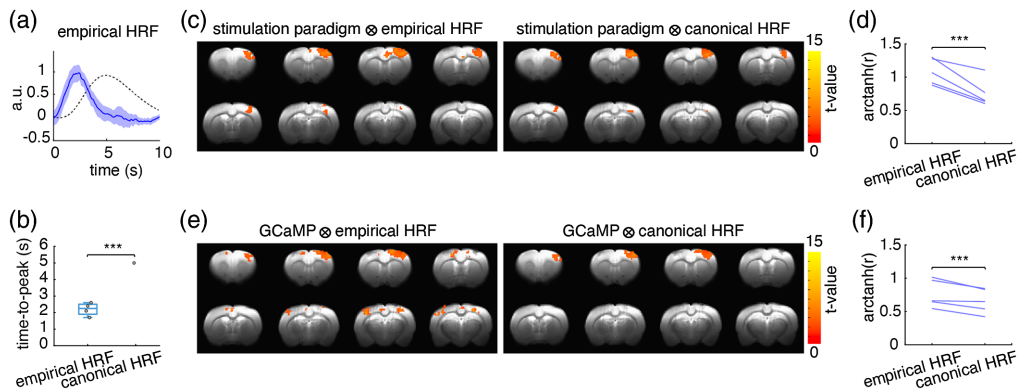 (a)
empirical HRF
a.u.
1
0.5
0
-0.5
0
5
10
time (s)
(b)
time-to-peak (s)
6
5
4
3
2
1
0
***
empirical HRF
canonical HRF
(c)
stimulation paradigm ⊗ empirical HRF
stimulation paradigm ⊗ canonical HRF
15
t-value
0
(d)
arctanh(r)
1.5
1
0.5
0
***
empirical HRF
canonical HRF
(e)
GCaMP ⊗ empirical HRF
GCaMP ⊗ canonical HRF
15
t-value
0
(f)
arctanh(r)
1.5
1
0.5
0
***
empirical HRF
canonical HRF